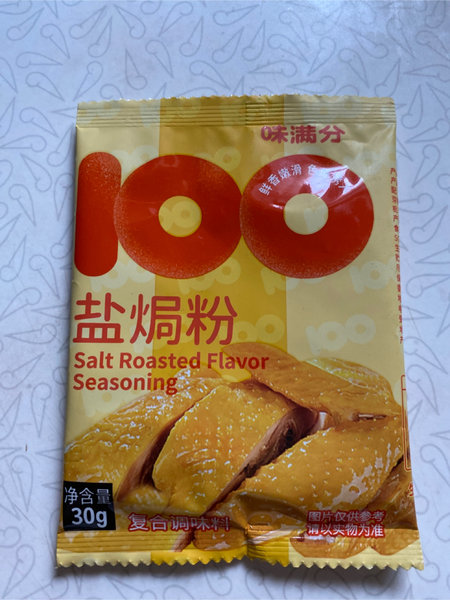 味满分
100
鲜香嫩滑
盐焗粉
Salt Roasted Flavor
Seasoning
净含量
30g
复合调味料
图片仅供参考
请以实物为准